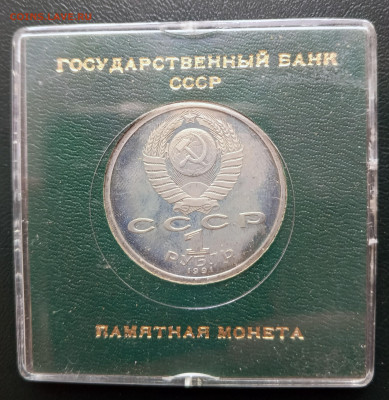 ГОСУДАРСТВЕННЫЙ БАНК
СССР
СССР
1
РУБЛЬ
1991
ПАМЯТНАЯ МОНЕТА